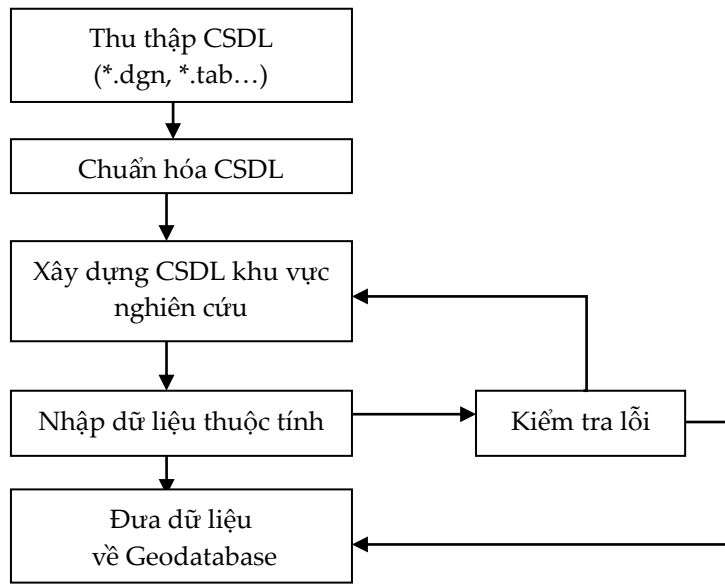 Thu thập CSDL
(*.dgn, *.tab…)
Chuẩn hóa CSDL
Xây dựng CSDL khu vực
nghiên cứu
Nhập dữ liệu thuộc tính
Kiểm tra lỗi
Đưa dữ liệu
về Geodatabase